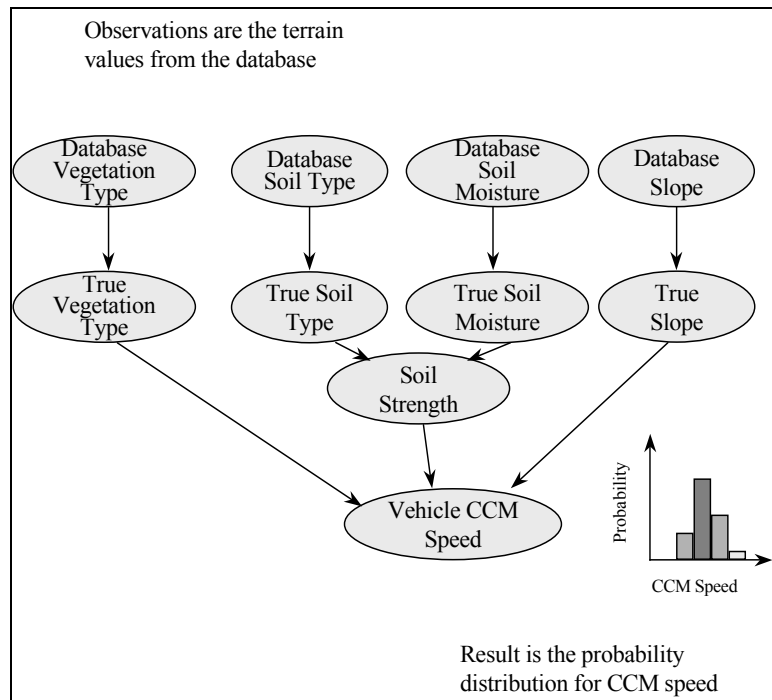 Observations are the terrain
values from the database
Database
Vegetation
Type
Database
Soil Type
Database
Soil
Moisture
Database
Slope
True
Vegetation
Type
True Soil
Type
True Soil
Moisture
True
Slope
Soil
Strength
Vehicle CCM
Speed
Probability
CCM Speed
Result is the probability
distribution for CCM speed